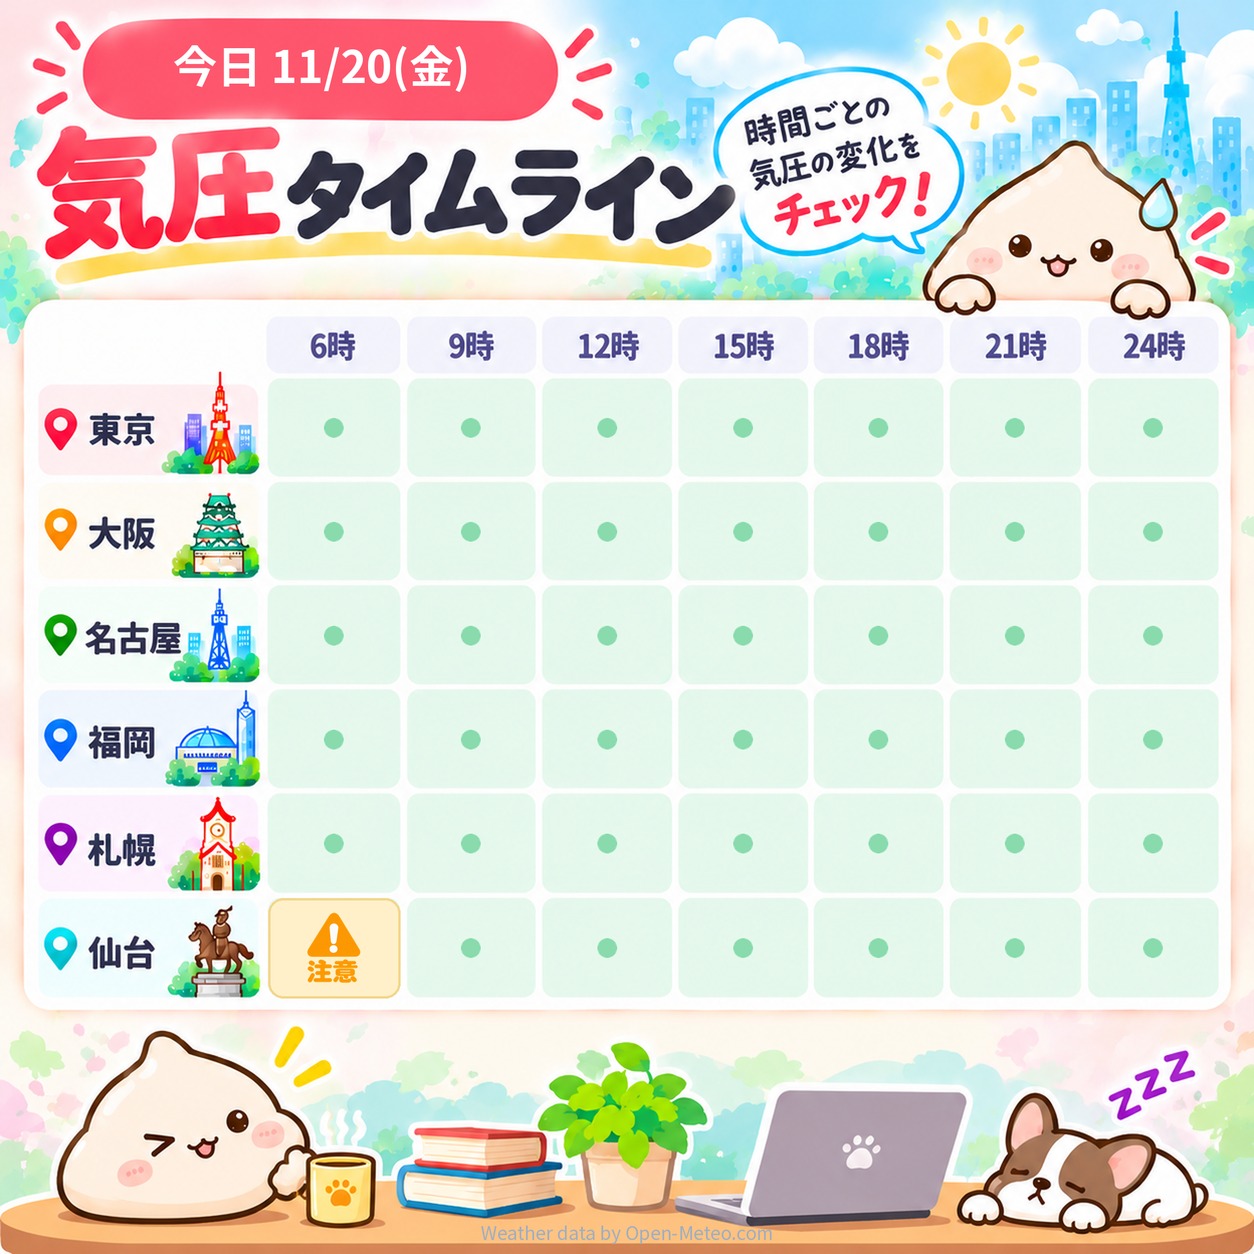 今日 11/20(金)
気圧タイムライン
時間ごとの
気圧の変化を
チェック!
6時 9時 12時 15時 18時 21時 24時
東京
大阪
名古屋
福岡
札幌
仙台
注意
zzz
Weather data by Open-Meteo.com